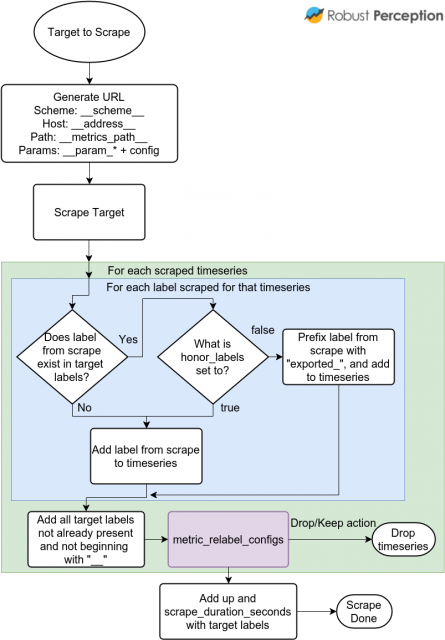 Robust Perception
Target to Scrape
Generate URL
Scheme: __scheme__
Host: __address__
Path: __metrics_path__
Params: __param_* + config
Scrape Target
For each scraped timeseries
For each label scraped for that timeseries
Does label
from scrape
exist in target
labels?
Yes
What is
honor_labels
set to?
false
Prefix label from
scrape with
"exported_", and add
to timeseries
No
true
Add label from scrape
to timeseries
Add all target labels
not already present
and not beginning
with "__"
metric_relabel_configs
Drop/Keep action
Drop
timeseries
Add up and
scrape_duration_seconds
with target labels
Scrape
Done